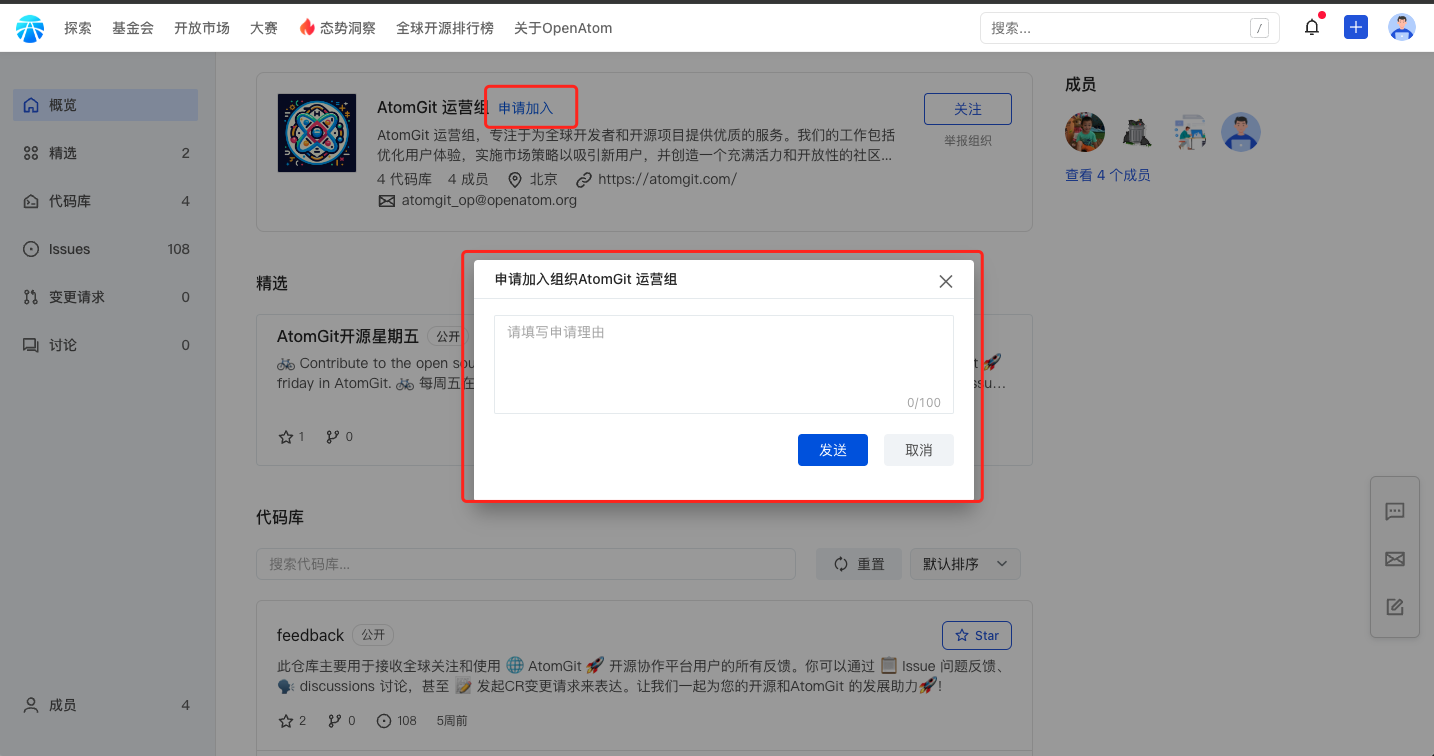 探索 基金会 开放市场 大赛 态势洞察 全球开源排行榜 关于OpenAtom 搜索... /
概览
精选 2
代码库 4
Issues 108
变更请求 0
讨论 0
成员 4
AtomGit 运营组 申请加入
AtomGit 运营组，专注于为全球开发者和开源项目提供优质的服务。我们的工作包括
优化用户体验，实施市场策略以吸引新用户，并创造一个充满活力和开放性的社区...
4 代码库 4 成员 北京 https://atomgit.com/
atomgit_op@openatom.org
关注
举报组织
成员
查看 4 个成员
精选
AtomGit开源星期五 公开
🚲 Contribute to the open sou t 🚀
friday in AtomGit. 🚲 每周五在 ssu...
1 0
申请加入组织AtomGit 运营组
请填写申请理由
0/100
发送 取消
代码库
搜索代码库... 重置 默认排序
feedback 公开 Star
此仓库主要用于接收全球关注和使用 🌐 AtomGit 🚀 开源协作平台用户的所有反馈。你可以通过 📋 Issue 问题反馈、
🗣️ discussions 讨论，甚至 📝 发起CR变更请求来表达。让我们一起为您的开源和AtomGit 的发展助力🚀!
2 0 108 5周前